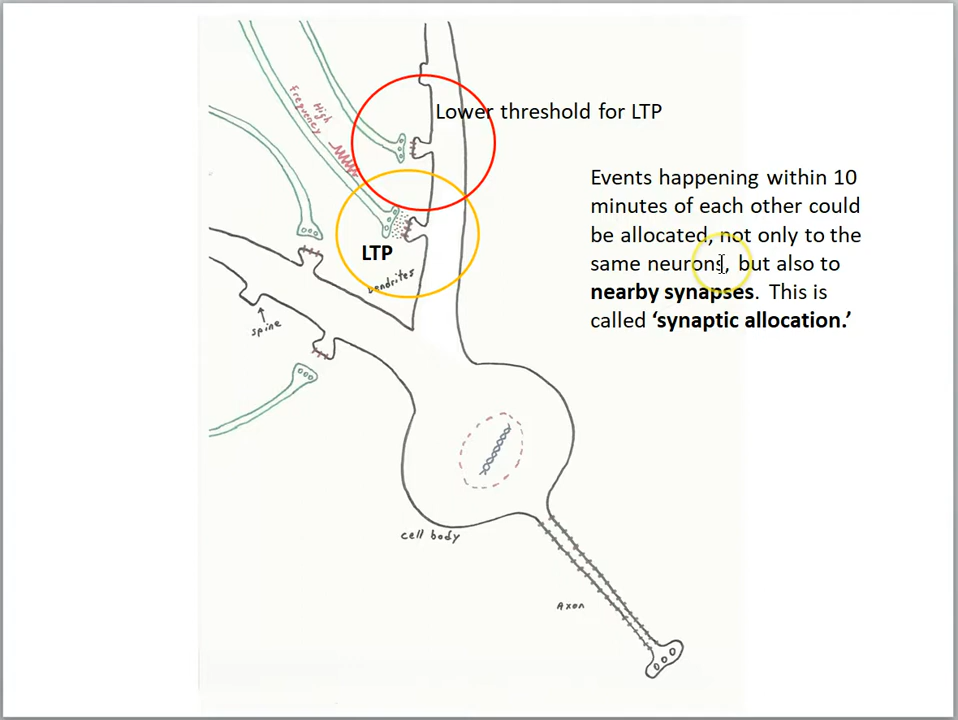 Lower threshold for LTP
High
Frequency
Events happening within 10
minutes of each other could
be allocated, not only to the
same neurons, but also to
nearby synapses. This is
called ‘synaptic allocation.’
LTP
Dendrites
spine
cell body
Axon